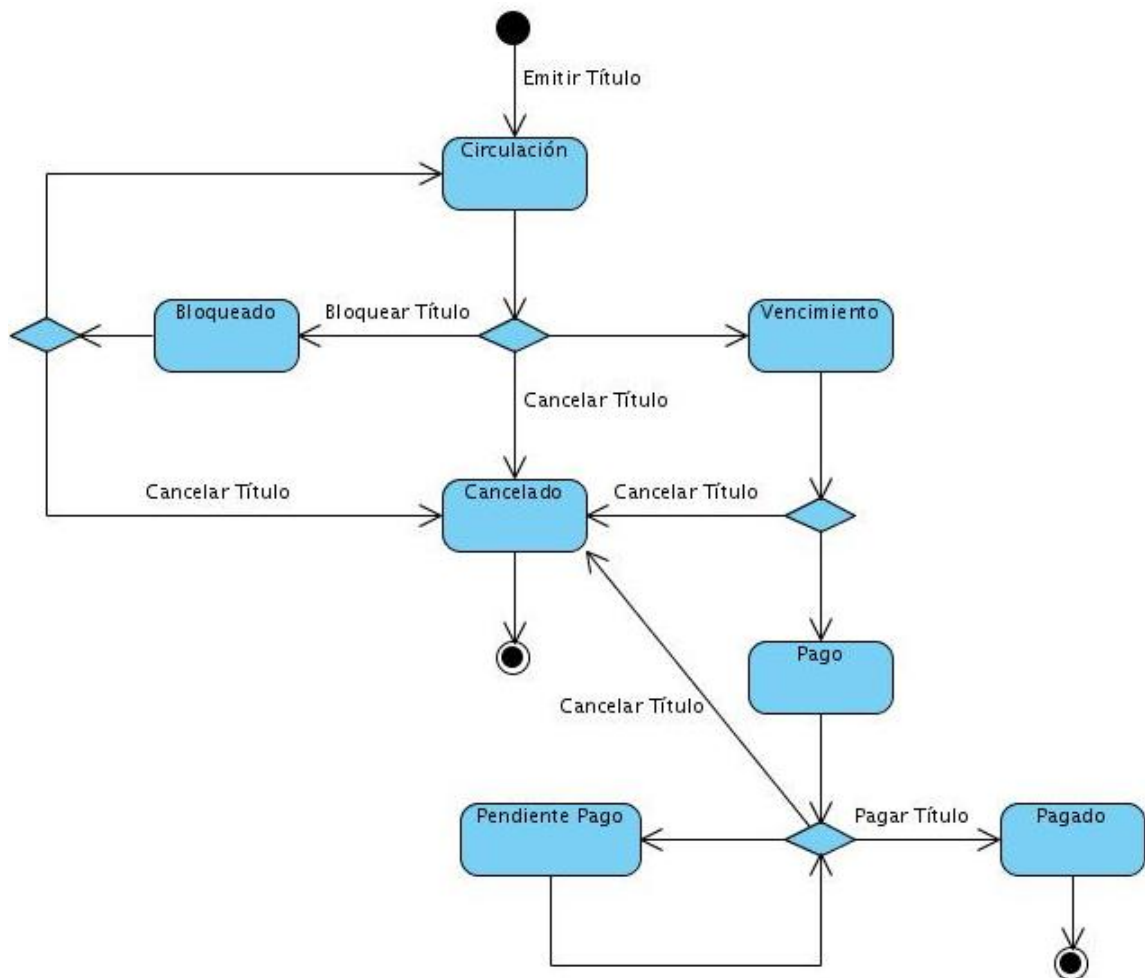 Emitir Título
Circulación
Bloqueado
Bloquear Título
Vencimiento
Cancelar Título
Cancelar Título
Cancelado
Cancelar Título
Pago
Cancelar Título
Pendiente Pago
Pagar Título
Pagado